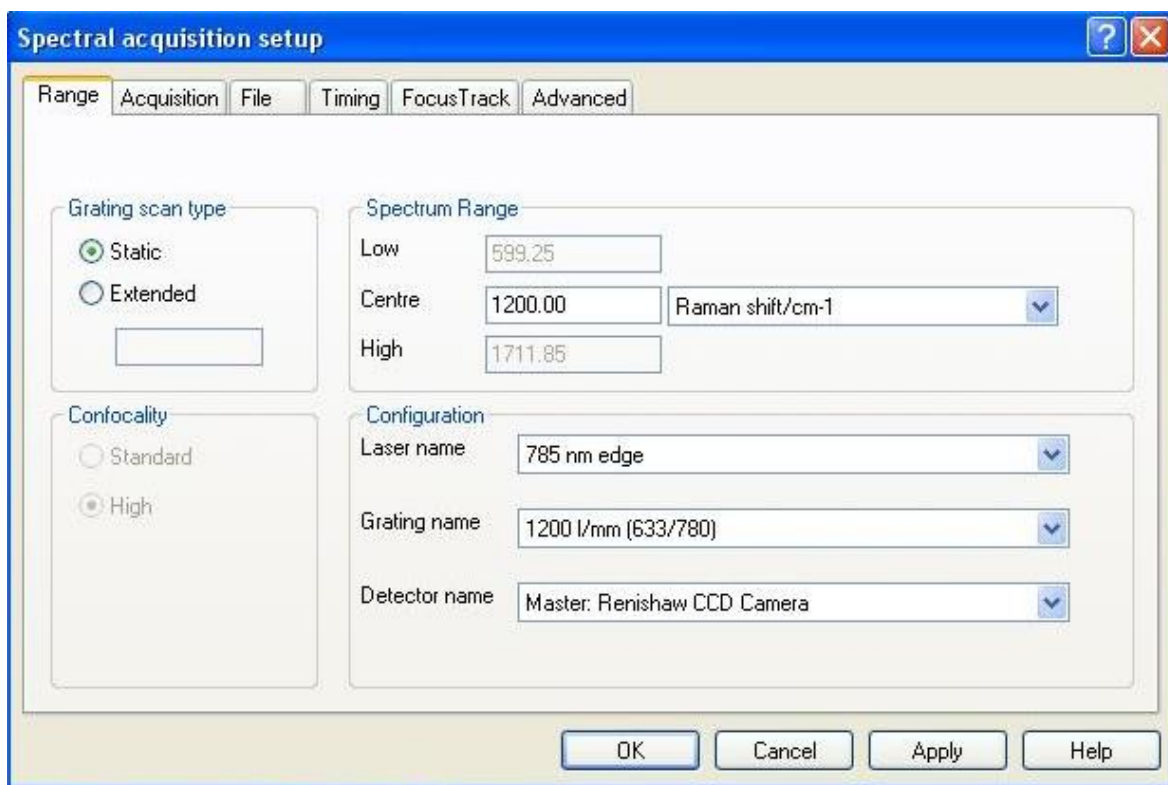 Spectral acquisition setup
Range Acquisition File Timing FocusTrack Advanced
Grating scan type
Static
Extended
Spectrum Range
Low 599.25
Centre 1200.00 Raman shift/cm-1
High 1711.85
Confocality
Standard
High
Configuration
Laser name 785 nm edge
Grating name 1200 l/mm (633/780)
Detector name Master: Renishaw CCD Camera
OK Cancel Apply Help